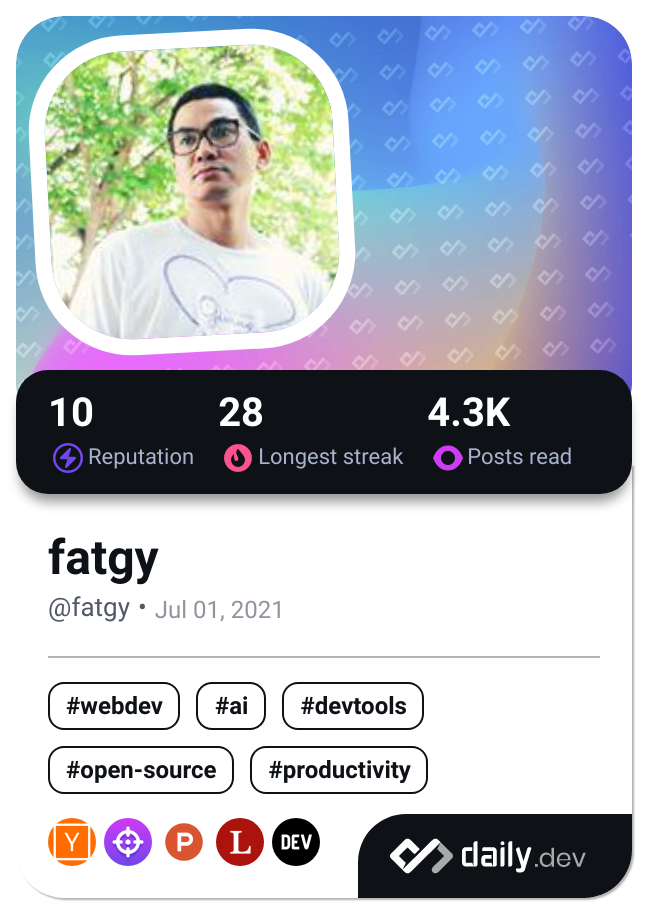 10 28 4.3K
Reputation Longest streak Posts read
fatgy
@fatgy • Jul 01, 2021
#webdev #ai #devtools
#open-source #productivity
Y P L DEV
daily.dev